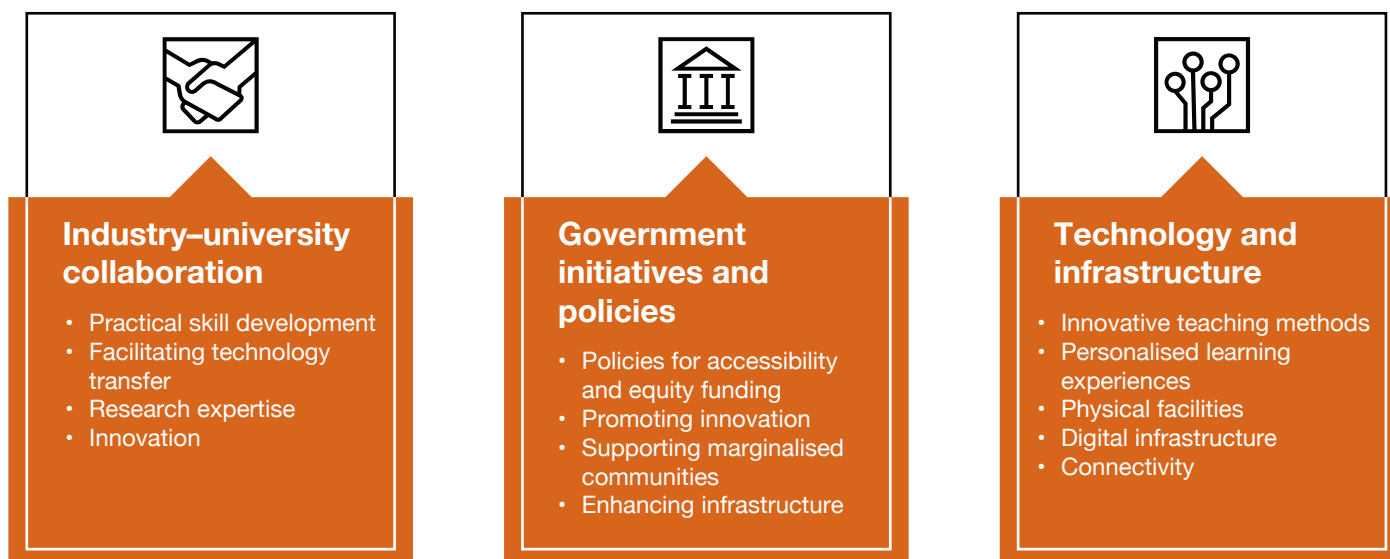 Industry–university
collaboration
• Practical skill development
• Facilitating technology
transfer
• Research expertise
• Innovation
Government
initiatives and
policies
• Policies for accessibility
and equity funding
• Promoting innovation
• Supporting marginalised
communities
• Enhancing infrastructure
Technology and
infrastructure
• Innovative teaching methods
• Personalised learning
experiences
• Physical facilities
• Digital infrastructure
• Connectivity